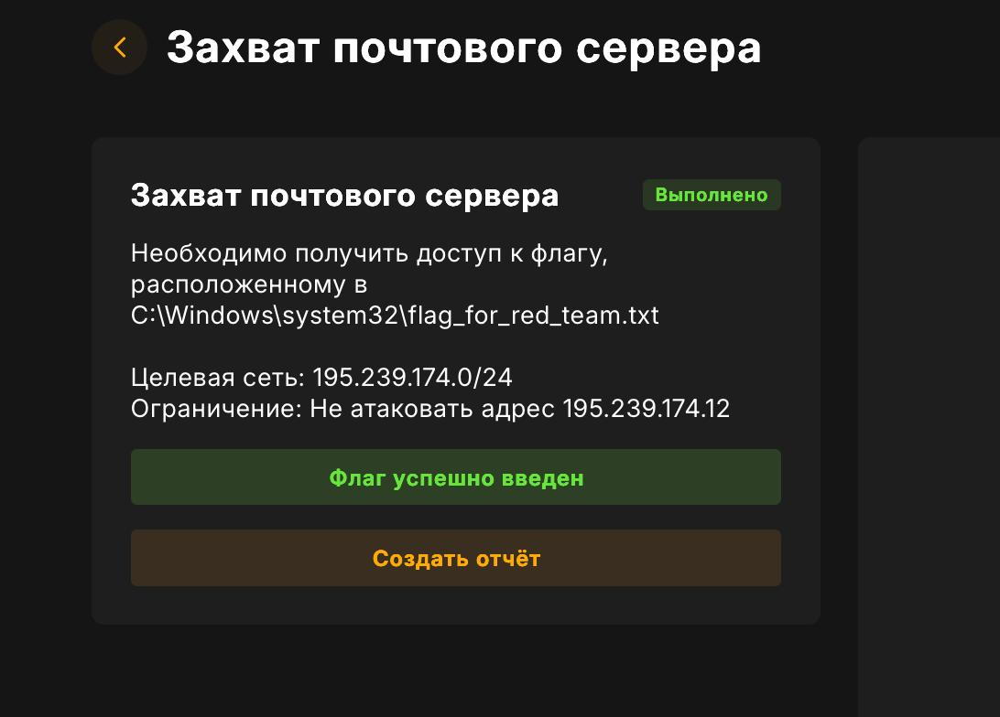 Захват почтового сервера
Захват почтового сервера
Выполнено
Необходимо получить доступ к флагу,
расположенному в
C:\Windows\system32\flag_for_red_team.txt
Целевая сеть: 195.239.174.0/24
Ограничение: Не атаковать адрес 195.239.174.12
Флаг успешно введен
Создать отчёт